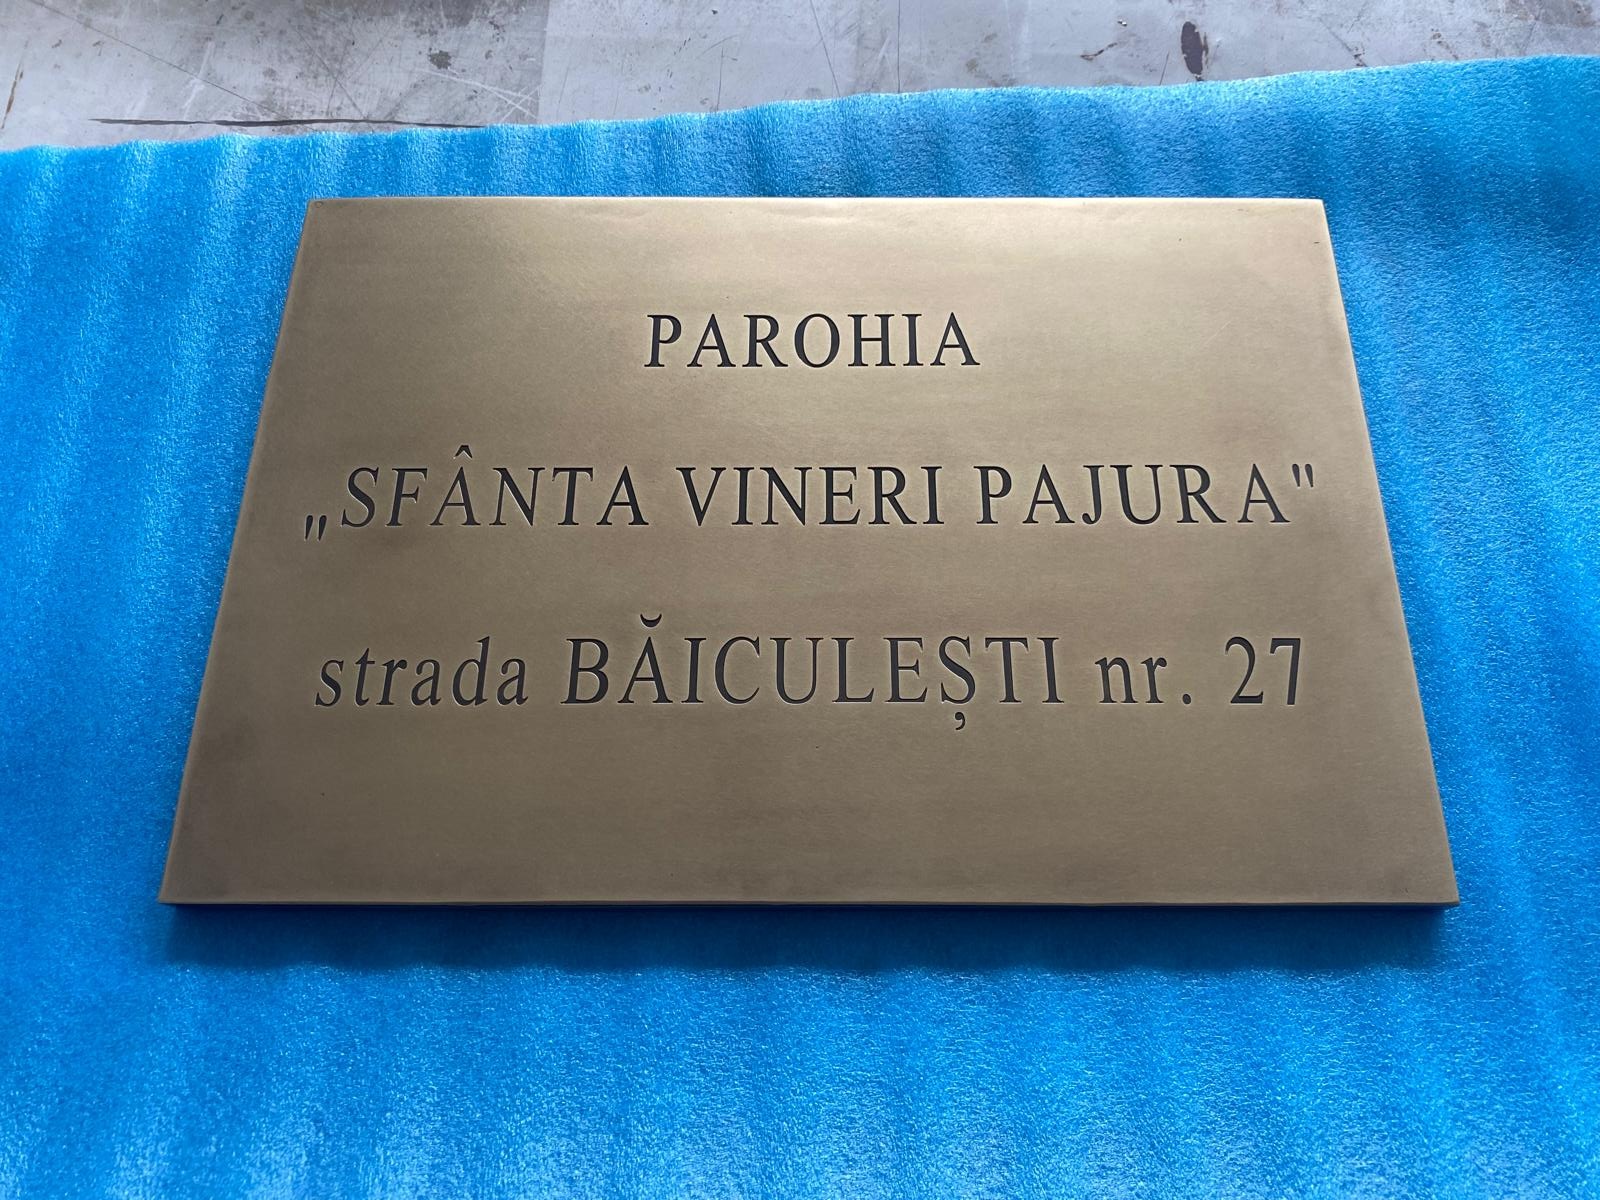 PAROHIA
„SFÂNTA VINERI PAJURA"
strada BĂICULEȘTI nr. 27